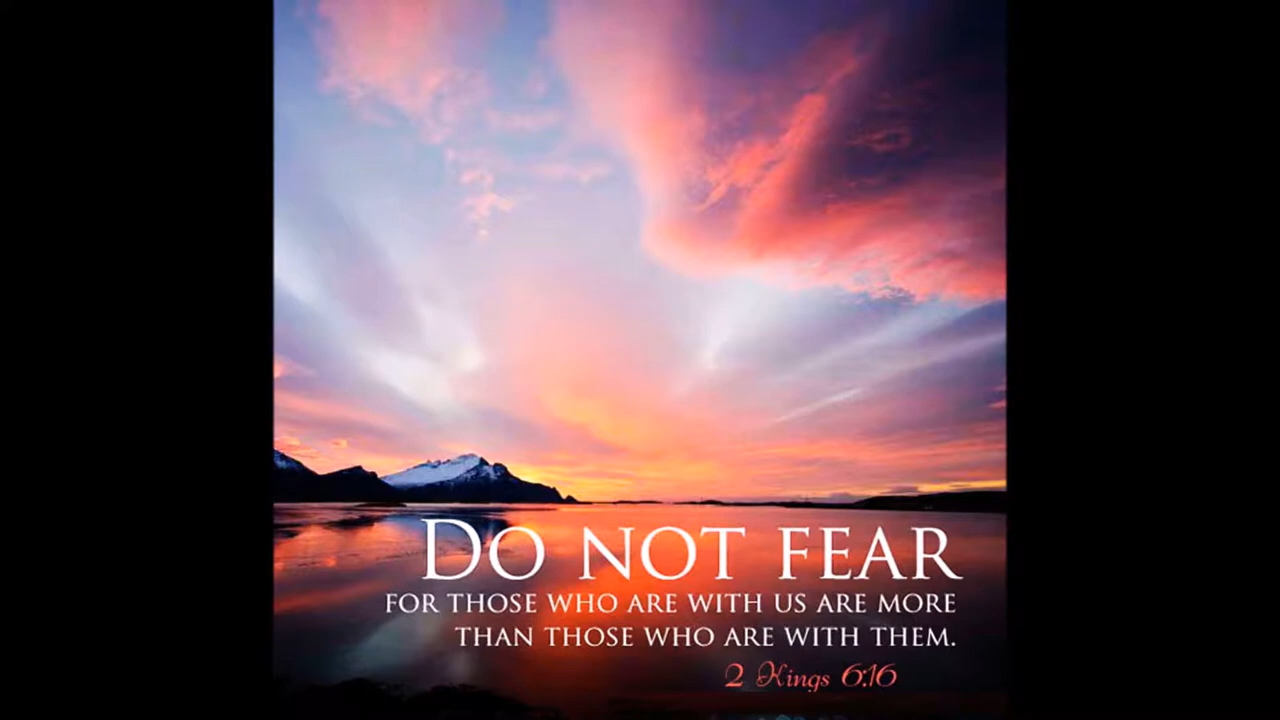 DO NOT FEAR
FOR THOSE WHO ARE WITH US ARE MORE
THAN THOSE WHO ARE WITH THEM.
2 Kings 6:16